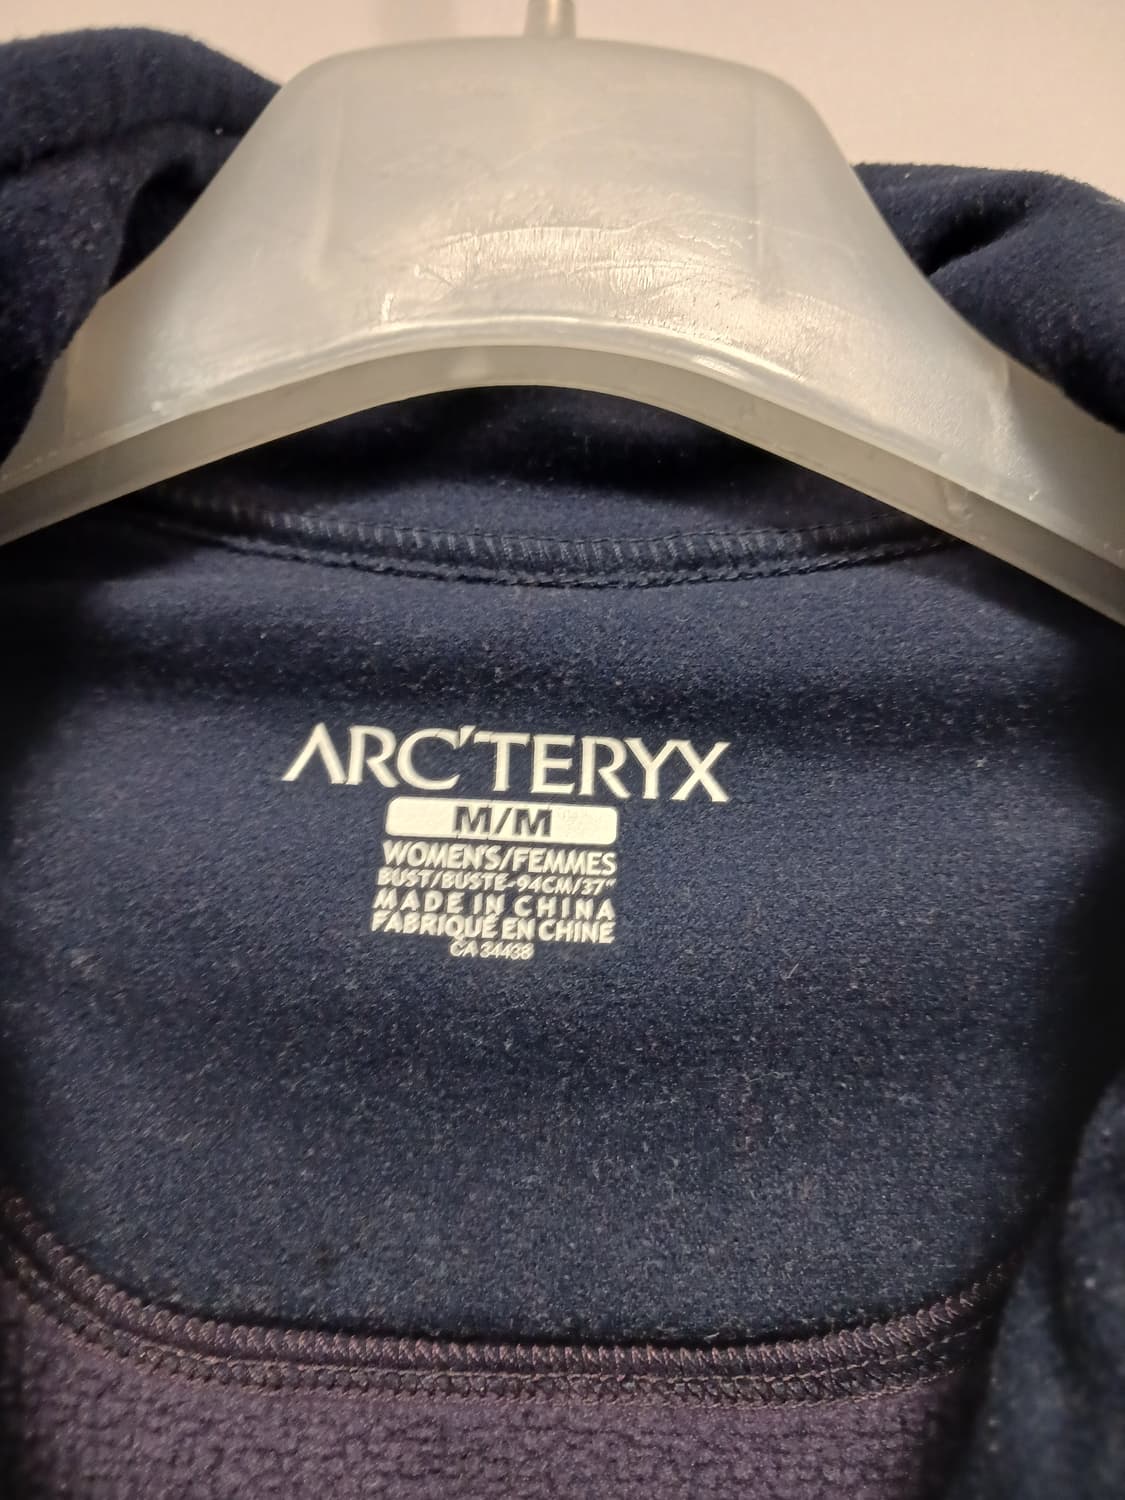 ARC'TERYX
M/M
WOMEN'S/FEMMES
BUST/BUSTE-94CM/37"
MADE IN CHINA
FABRIQUÉ EN CHINE
CA 34438